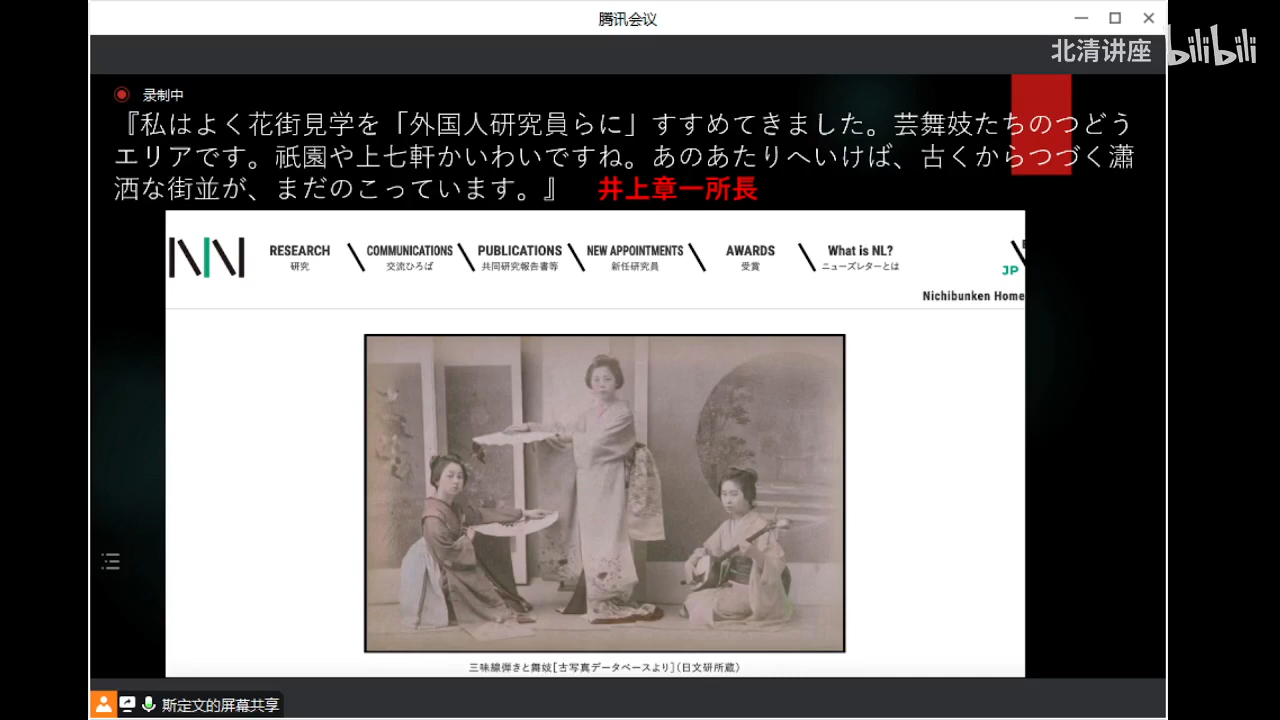 腾讯会议
北清讲座 bilibili
录制中
『私はよく花街見学を「外国人研究員らに」すすめてきました。芸舞妓たちのつどう
エリアです。祇園や上七軒かいわいですね。あのあたりへいけば、古くからつづく瀟
洒な街並が、まだのこっています。』 井上章一所長
RESEARCH COMMUNICATIONS PUBLICATIONS NEW APPOINTMENTS AWARDS What is NL?
研究 交流ひろば 共同研究報告書等 新任研究員 受賞 ニューズレターとは
JP
Nichibunken Home
三味線弾きと舞妓[古写真データベースより](日文研所蔵)
斯定文的屏幕共享